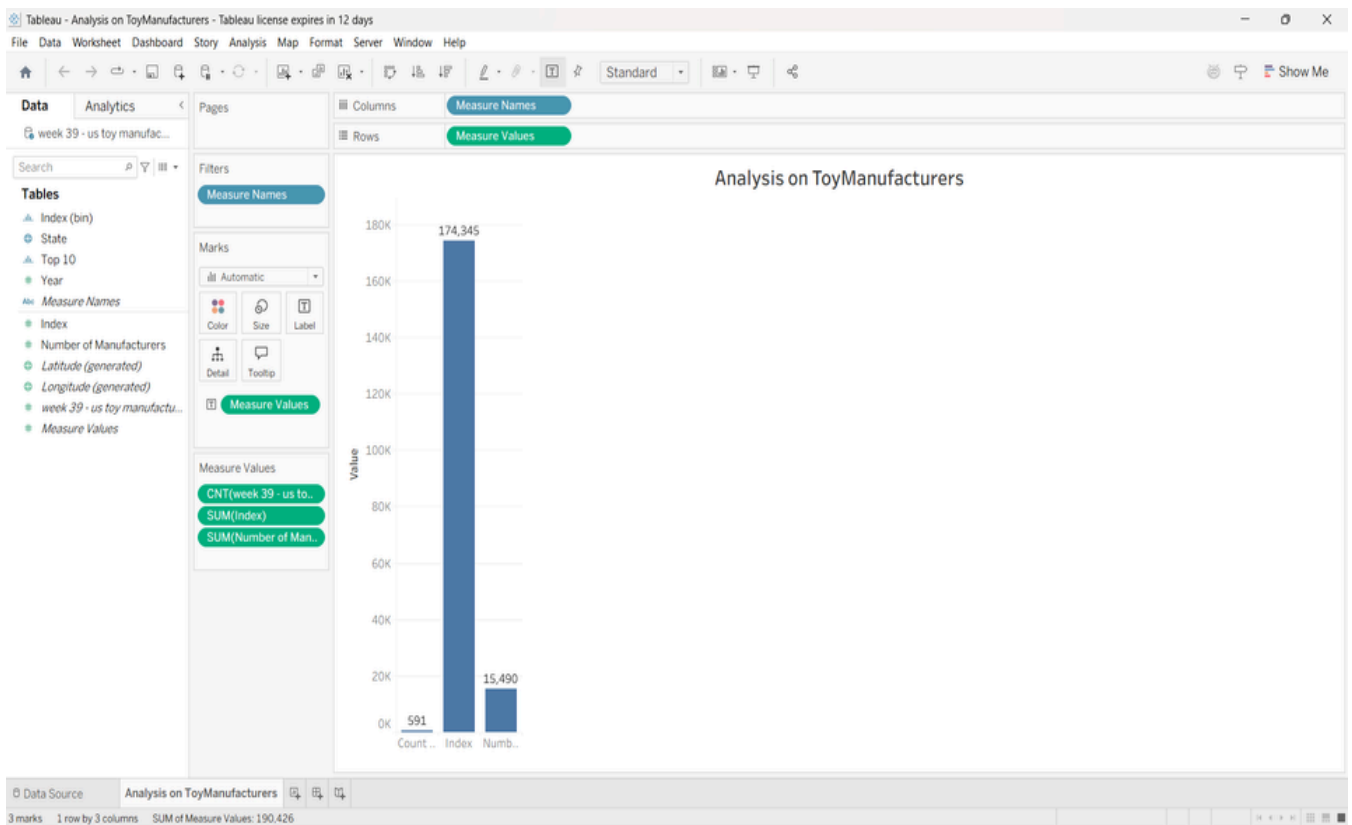 Tableau - Analysis on ToyManufacturers - Tableau license expires in 12 days
File Data Worksheet Dashboard Story Analysis Map Format Server Window Help
Standard
Show Me
Data Analytics
week 39 - us toy manufac...
Search
Tables
Index (bin)
State
Top 10
Year
Abc Measure Names
Index
Number of Manufacturers
Latitude (generated)
Longitude (generated)
week 39 - us toy manufactu...
Measure Values
Pages
Filters
Measure Names
Marks
Automatic
Color Size Label
Detail Tooltip
Measure Values
Measure Values
CNT(week 39 - us to..
SUM(Index)
SUM(Number of Man..
Columns Measure Names
Rows Measure Values
Analysis on ToyManufacturers
180K
174,345
160K
140K
120K
100K
Value
80K
60K
40K
20K
15,490
0K
591
Count .. Index Numb..
Data Source Analysis on ToyManufacturers
3 marks 1 row by 3 columns SUM of Measure Values: 190,426